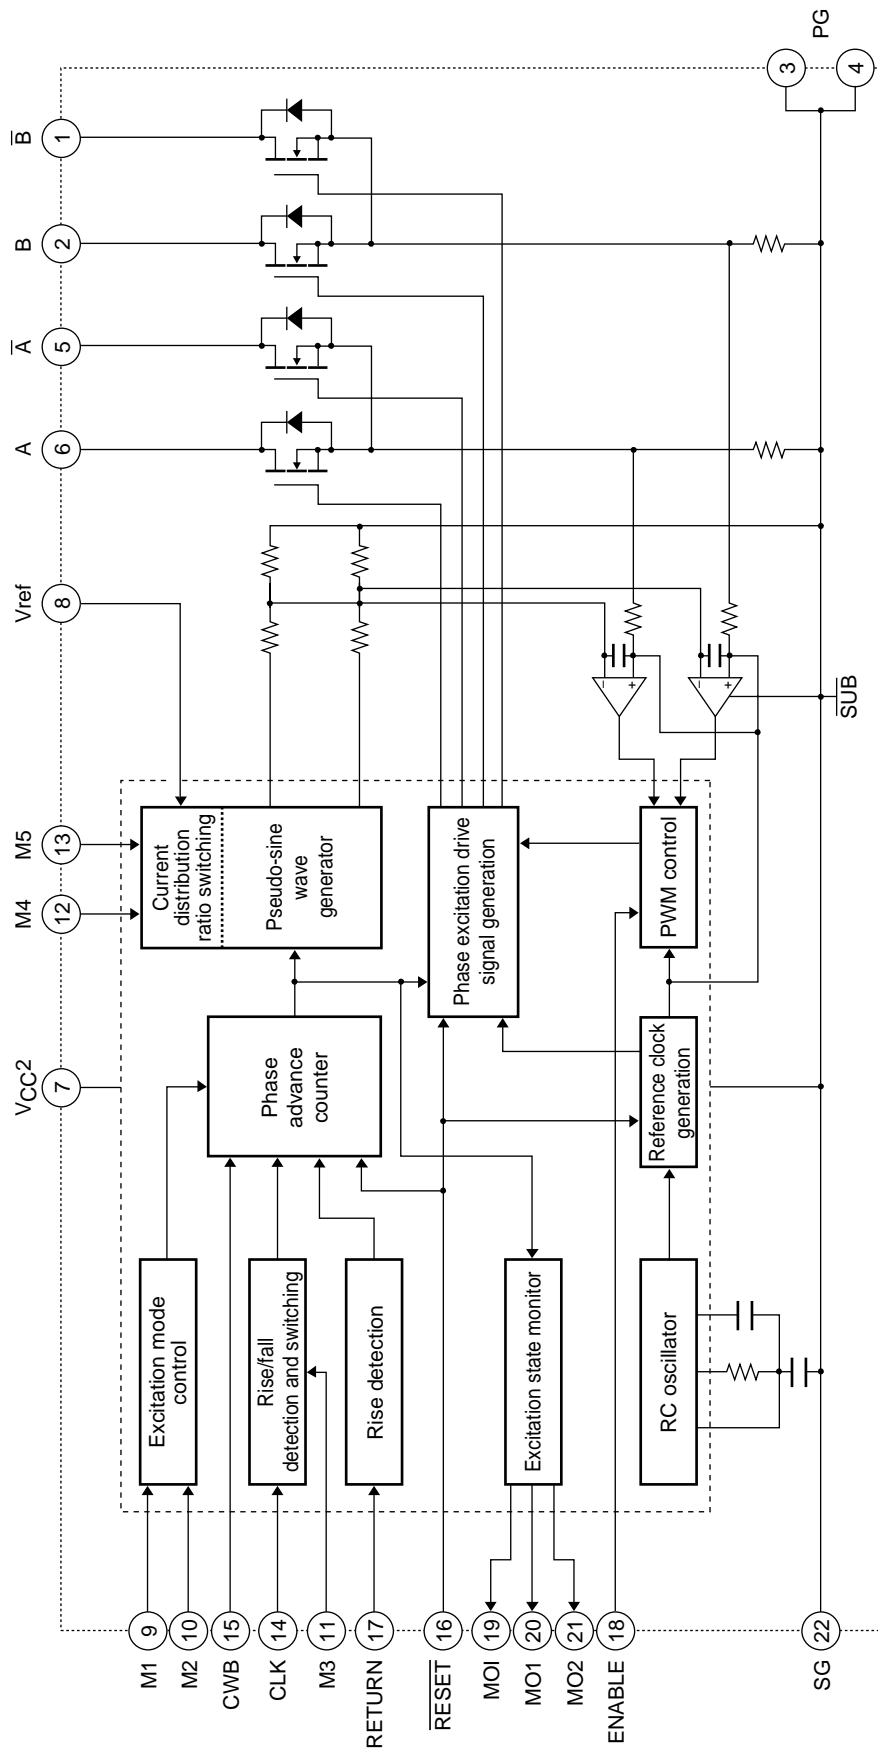 VCC2
7
M4
12
M5
13
Vref
8
A
6
A
5
B
2
B
1
M1
9
M2
10
CWB
15
CLK
14
M3
11
RETURN
17
RESET
16
MOI
19
MO1
20
MO2
21
ENABLE
18
SG
22
PG
3
4
Excitation mode
control
Rise/fall
detection and switching
Rise detection
Phase
advance
counter
Current
distribution
ratio switching
Pseudo-sine
wave
generator
Phase excitation drive
signal generation
Excitation state monitor
RC oscillator
Reference clock
generation
PWM control
–
+
–
+
SUB